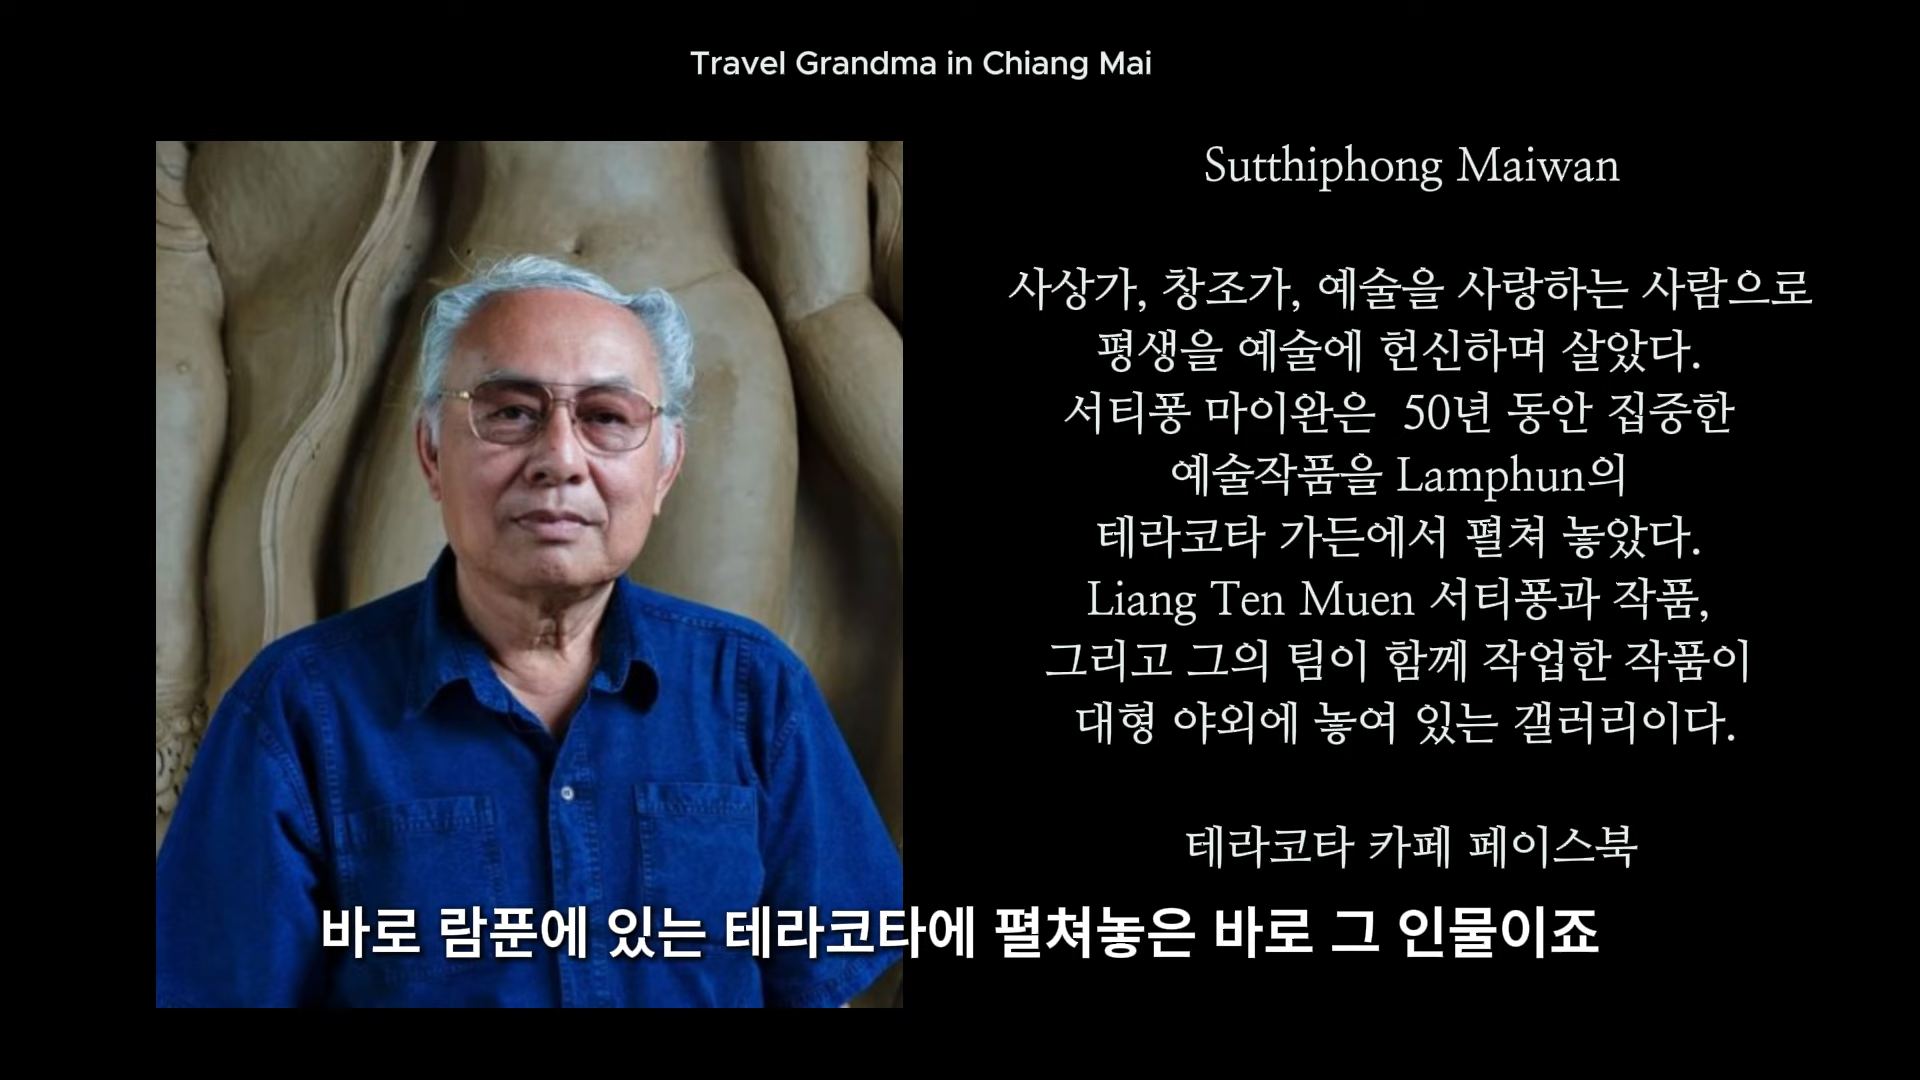 Travel Grandma in Chiang Mai
Sutthiphong Maiwan
사상가, 창조가, 예술을 사랑하는 사람으로
평생을 예술에 헌신하며 살았다.
서티퐁 마이완은 50년 동안 집중한
예술작품을 Lamphun의
테라코타 가든에서 펼쳐 놓았다.
Liang Ten Muen 서티퐁과 작품,
그리고 그의 팀이 함께 작업한 작품이
대형 야외에 놓여 있는 갤러리이다.
테라코타 카페 페이스북
바로 람푼에 있는 테라코타에 펼쳐놓은 바로 그 인물이죠